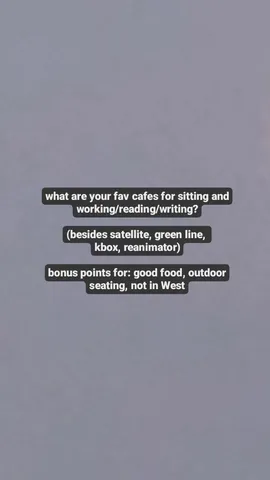 what are your fav cafes for sitting and
working/reading/writing?
(besides satellite, green line,
kbox, reanimator)
bonus points for: good food, outdoor
seating, not in West